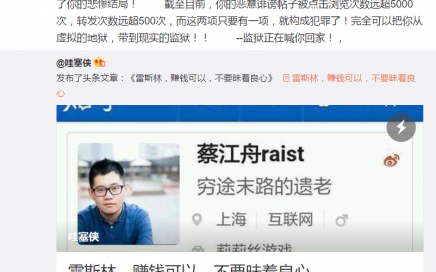 了你的悲惨结局！ 截至目前，你的恶意诽谤帖子被点击浏览次数远超5000
次，转发次数远超500次，而这两项只要有一项，就构成犯罪了！完全可以把你从
虚拟的地狱，带到现实的监狱！！ --监狱正在喊你回家！，
@哇塞侠
发布了头条文章：《雷斯林，赚钱可以，不要昧着良心》 雷斯林，赚钱可以，不要昧着良
心
蔡江舟raist
穷途末路的遗老
上海 互联网
莉莉丝游戏
哇塞侠
雷斯林，赚钱可以，不要昧着良心